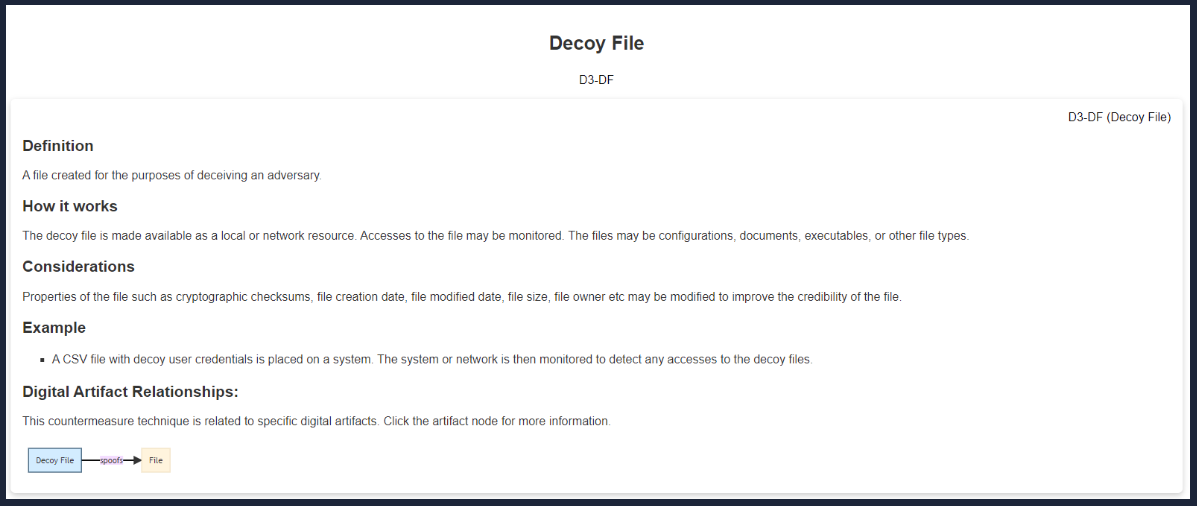 Decoy File
D3-DF
D3-DF (Decoy File)
Definition
A file created for the purposes of deceiving an adversary.
How it works
The decoy file is made available as a local or network resource. Accesses to the file may be monitored. The files may be configurations, documents, executables, or other file types.
Considerations
Properties of the file such as cryptographic checksums, file creation date, file modified date, file size, file owner etc may be modified to improve the credibility of the file.
Example
▪ A CSV file with decoy user credentials is placed on a system. The system or network is then monitored to detect any accesses to the decoy files.
Digital Artifact Relationships:
This countermeasure technique is related to specific digital artifacts. Click the artifact node for more information.
Decoy File spoofs File